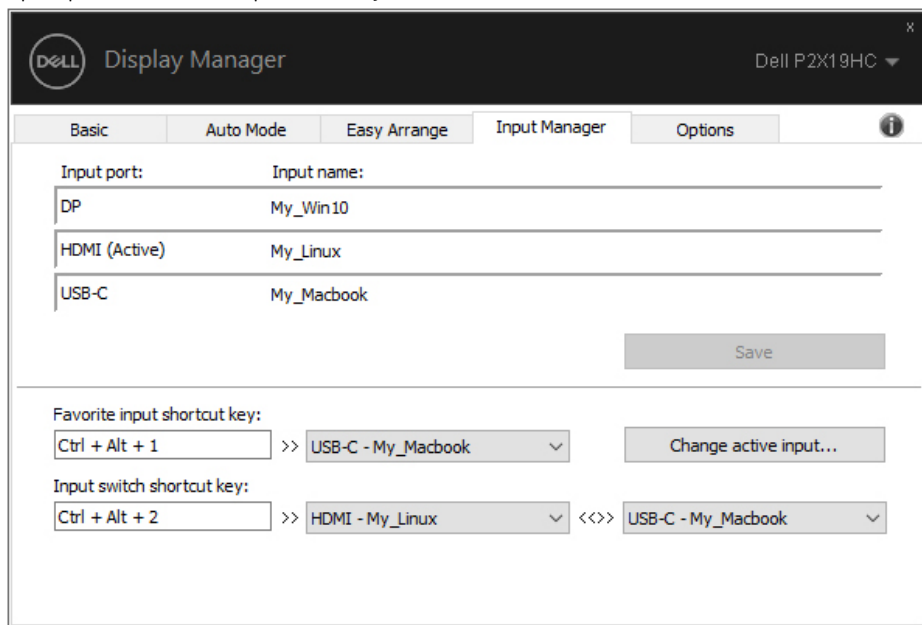 x
DELL Display Manager Dell P2X19HC
Basic Auto Mode Easy Arrange Input Manager Options i
Input port: Input name:
DP My_Win10
HDMI (Active) My_Linux
USB-C My_Macbook
Save
Favorite input shortcut key:
Ctrl + Alt + 1 >> USB-C - My_Macbook Change active input...
Input switch shortcut key:
Ctrl + Alt + 2 >> HDMI - My_Linux <<>> USB-C - My_Macbook